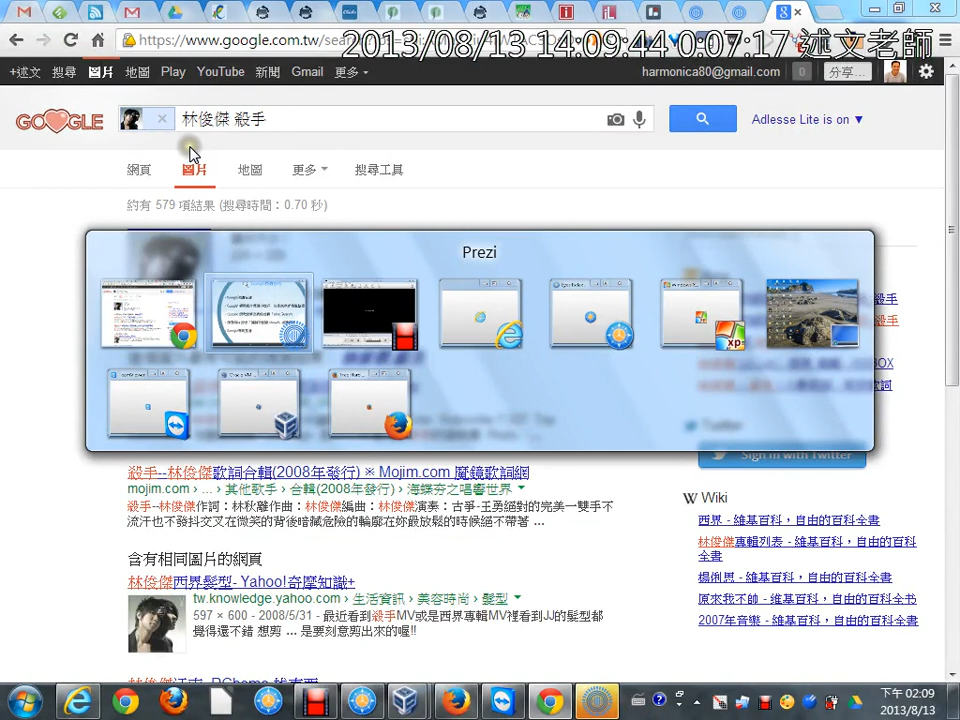 https://www.google.com.tw/sear
2013/08/13 14:09:44 0:07:17 述文老師
+述文 搜尋 圖片 地圖 Play YouTube 新聞 Gmail 更多
harmonica80@gmail.com 0 分享...
GOOGLE
林俊傑 殺手
Adlesse Lite is on ▼
網頁 圖片 地圖 更多 搜尋工具
約有 579 項結果 (搜尋時間：0.70 秒)
Prezi
Sign in with Twitter
殺手--林俊傑歌詞合輯(2008年發行) ※ Mojim.com 魔鏡歌詞網
mojim.com › ... › 其他歌手 › 合輯(2008年發行) › 海蝶夯之唱響世界
殺手--林俊傑作詞：林秋離作曲：林俊傑編曲：林俊傑演奏：古箏-王勇絕對的完美一雙手不
流汗也不發抖交叉在微笑的背後暗藏危險的輪廓在妳最放鬆的時候絕不帶著 ...
含有相同圖片的網頁
林俊傑西界髮型- Yahoo!奇摩知識+
tw.knowledge.yahoo.com › 生活資訊 › 美容時尚 › 髮型
597 × 600 - 2008/5/31 - 最近看到殺手MV或是西界專輯MV裡看到JJ的髮型都
覺得還不錯 想剪 ... 是要刻意剪出來的喔!!
Wiki
西界 - 維基百科，自由的百科全書
林俊傑專輯列表 - 維基百科，自由的百科
全書
楊俐思 - 維基百科，自由的百科全書
原來我不帥 - 維基百科，自由的百科全书
2007年音樂 - 維基百科，自由的百科全書
下午 02:09
2013/8/13